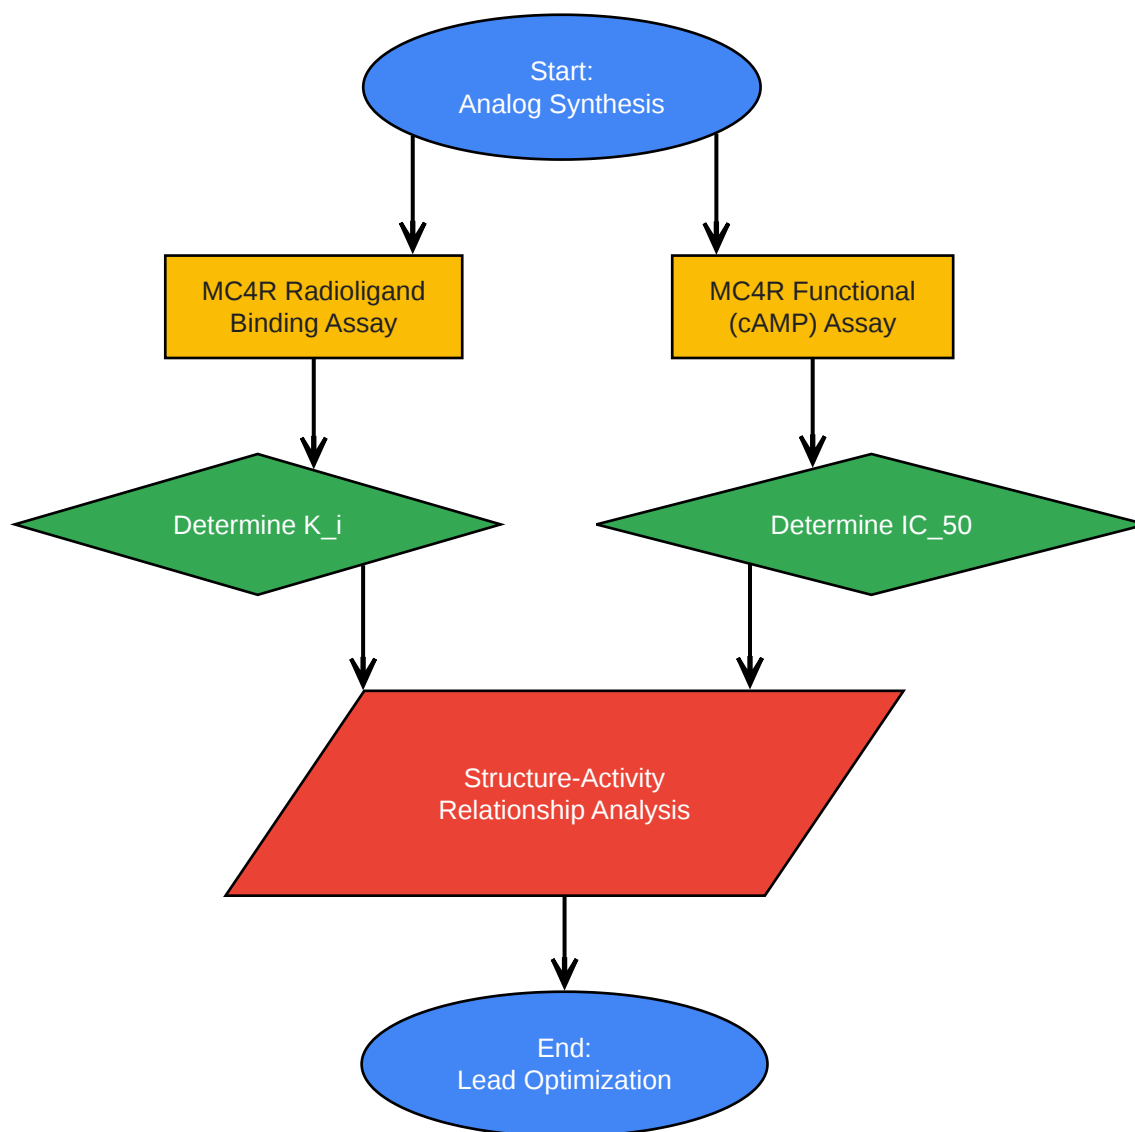 Start:
Analog Synthesis
MC4R Radioligand
Binding Assay
MC4R Functional
(cAMP) Assay
Determine K_i
Determine IC_50
Structure-Activity
Relationship Analysis
End:
Lead Optimization